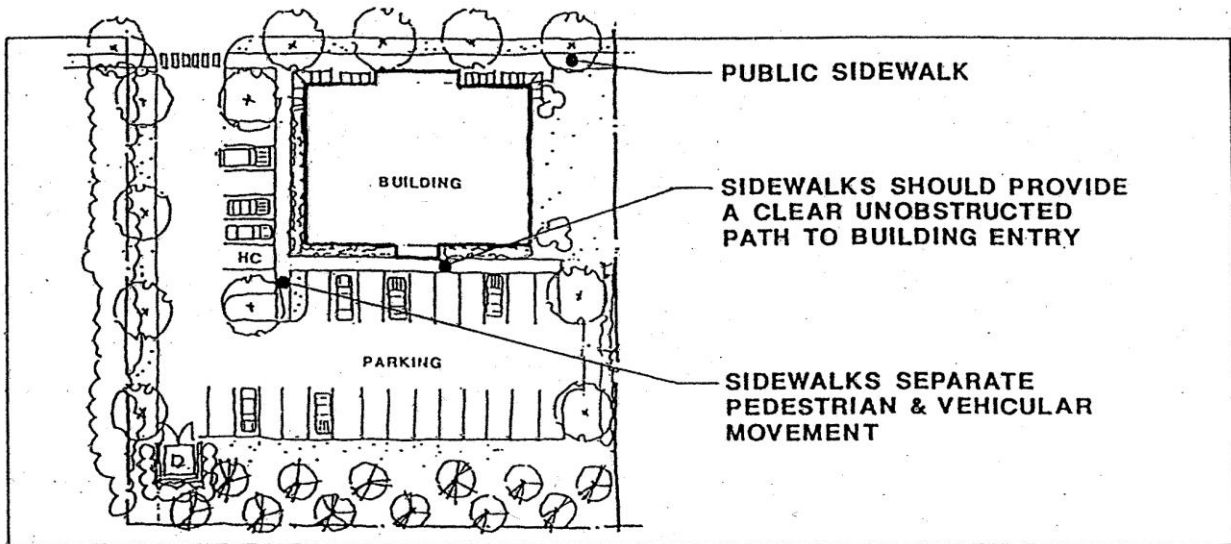 PUBLIC SIDEWALK
SIDEWALKS SHOULD PROVIDE
A CLEAR UNOBSTRUCTED
PATH TO BUILDING ENTRY
BUILDING
HC
PARKING
SIDEWALKS SEPARATE
PEDESTRIAN & VEHICULAR
MOVEMENT
D